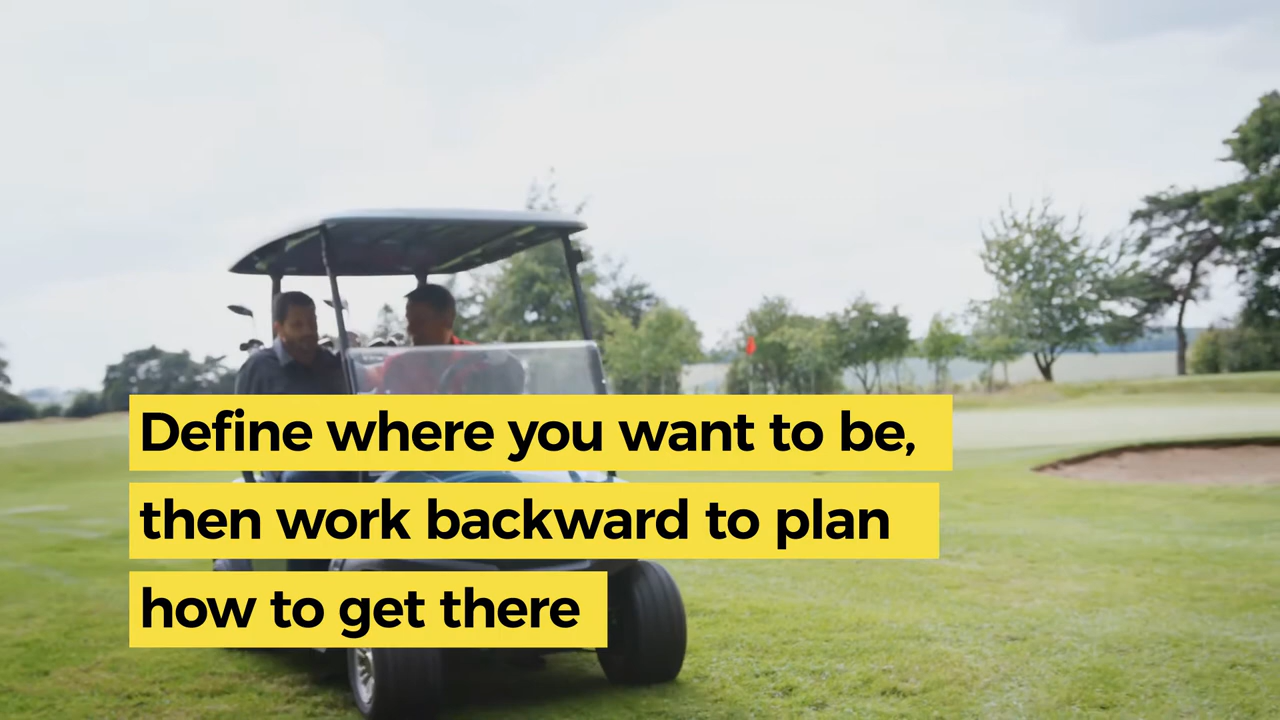 Define where you want to be,
then work backward to plan
how to get there